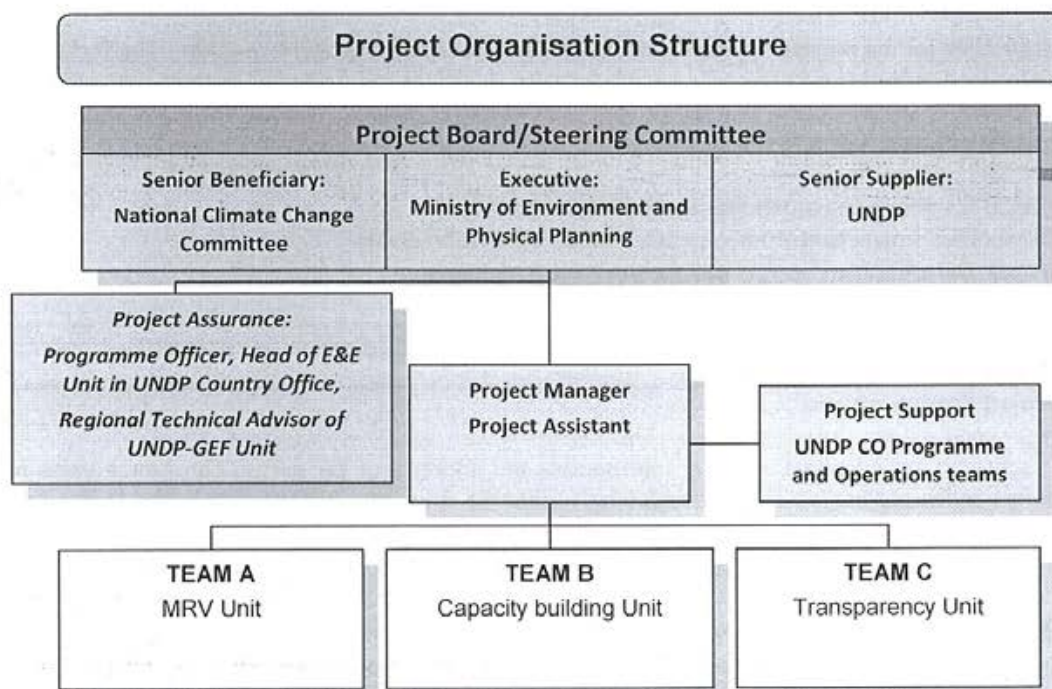 Project Organisation Structure
Project Board/Steering Committee
Senior Beneficiary:
National Climate Change
Committee
Executive:
Ministry of Environment and
Physical Planning
Senior Supplier:
UNDP
Project Assurance:
Programme Officer, Head of E&E
Unit in UNDP Country Office,
Regional Technical Advisor of
UNDP-GEF Unit
Project Manager
Project Assistant
Project Support
UNDP CO Programme
and Operations teams
TEAM A
MRV Unit
TEAM B
Capacity building Unit
TEAM C
Transparency Unit